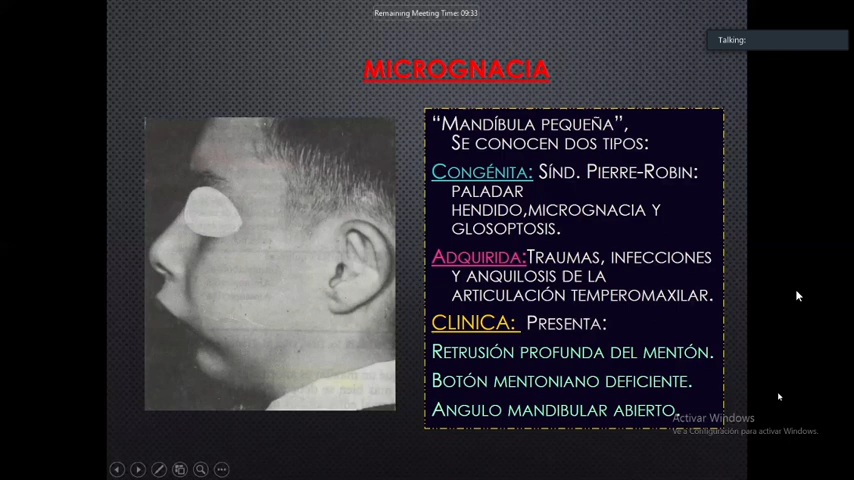 Remaining Meeting Time: 09:33
Talking:
MICROGNACIA
“MANDÍBULA PEQUEÑA”,
SE CONOCEN DOS TIPOS:
CONGÉNITA: SÍND. PIERRE-ROBIN:
PALADAR
HENDIDO,MICROGNACIA Y
GLOSOPTOSIS.
ADQUIRIDA:TRAUMAS, INFECCIONES
Y ANQUILOSIS DE LA
ARTICULACIÓN TEMPEROMAXILAR.
CLINICA: PRESENTA:
RETRUSIÓN PROFUNDA DEL MENTÓN.
BOTÓN MENTONIANO DEFICIENTE.
ANGULO MANDIBULAR ABIERTO.
Activar Windows
Ve a Configuración para activar Windows.